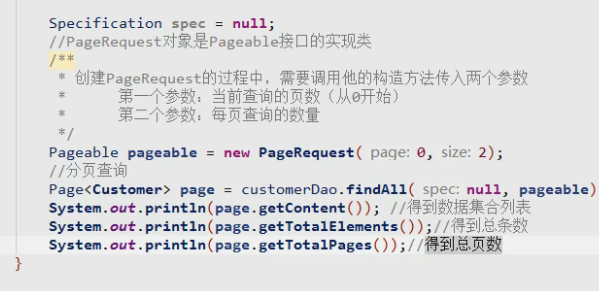 Specification spec = null;
//PageRequest对象是Pageable接口的实现类
/**
* 创建PageRequest的过程中，需要调用他的构造方法传入两个参数
* 第一个参数：当前查询的页数（从0开始）
* 第二个参数：每页查询的数量
*/
Pageable pageable = new PageRequest( page: 0, size: 2);
//分页查询
Page<Customer> page = customerDao.findAll( spec: null, pageable)
System.out.println(page.getContent()); //得到数据集合列表
System.out.println(page.getTotalElements());//得到总条数
System.out.println(page.getTotalPages());//得到总页数
}